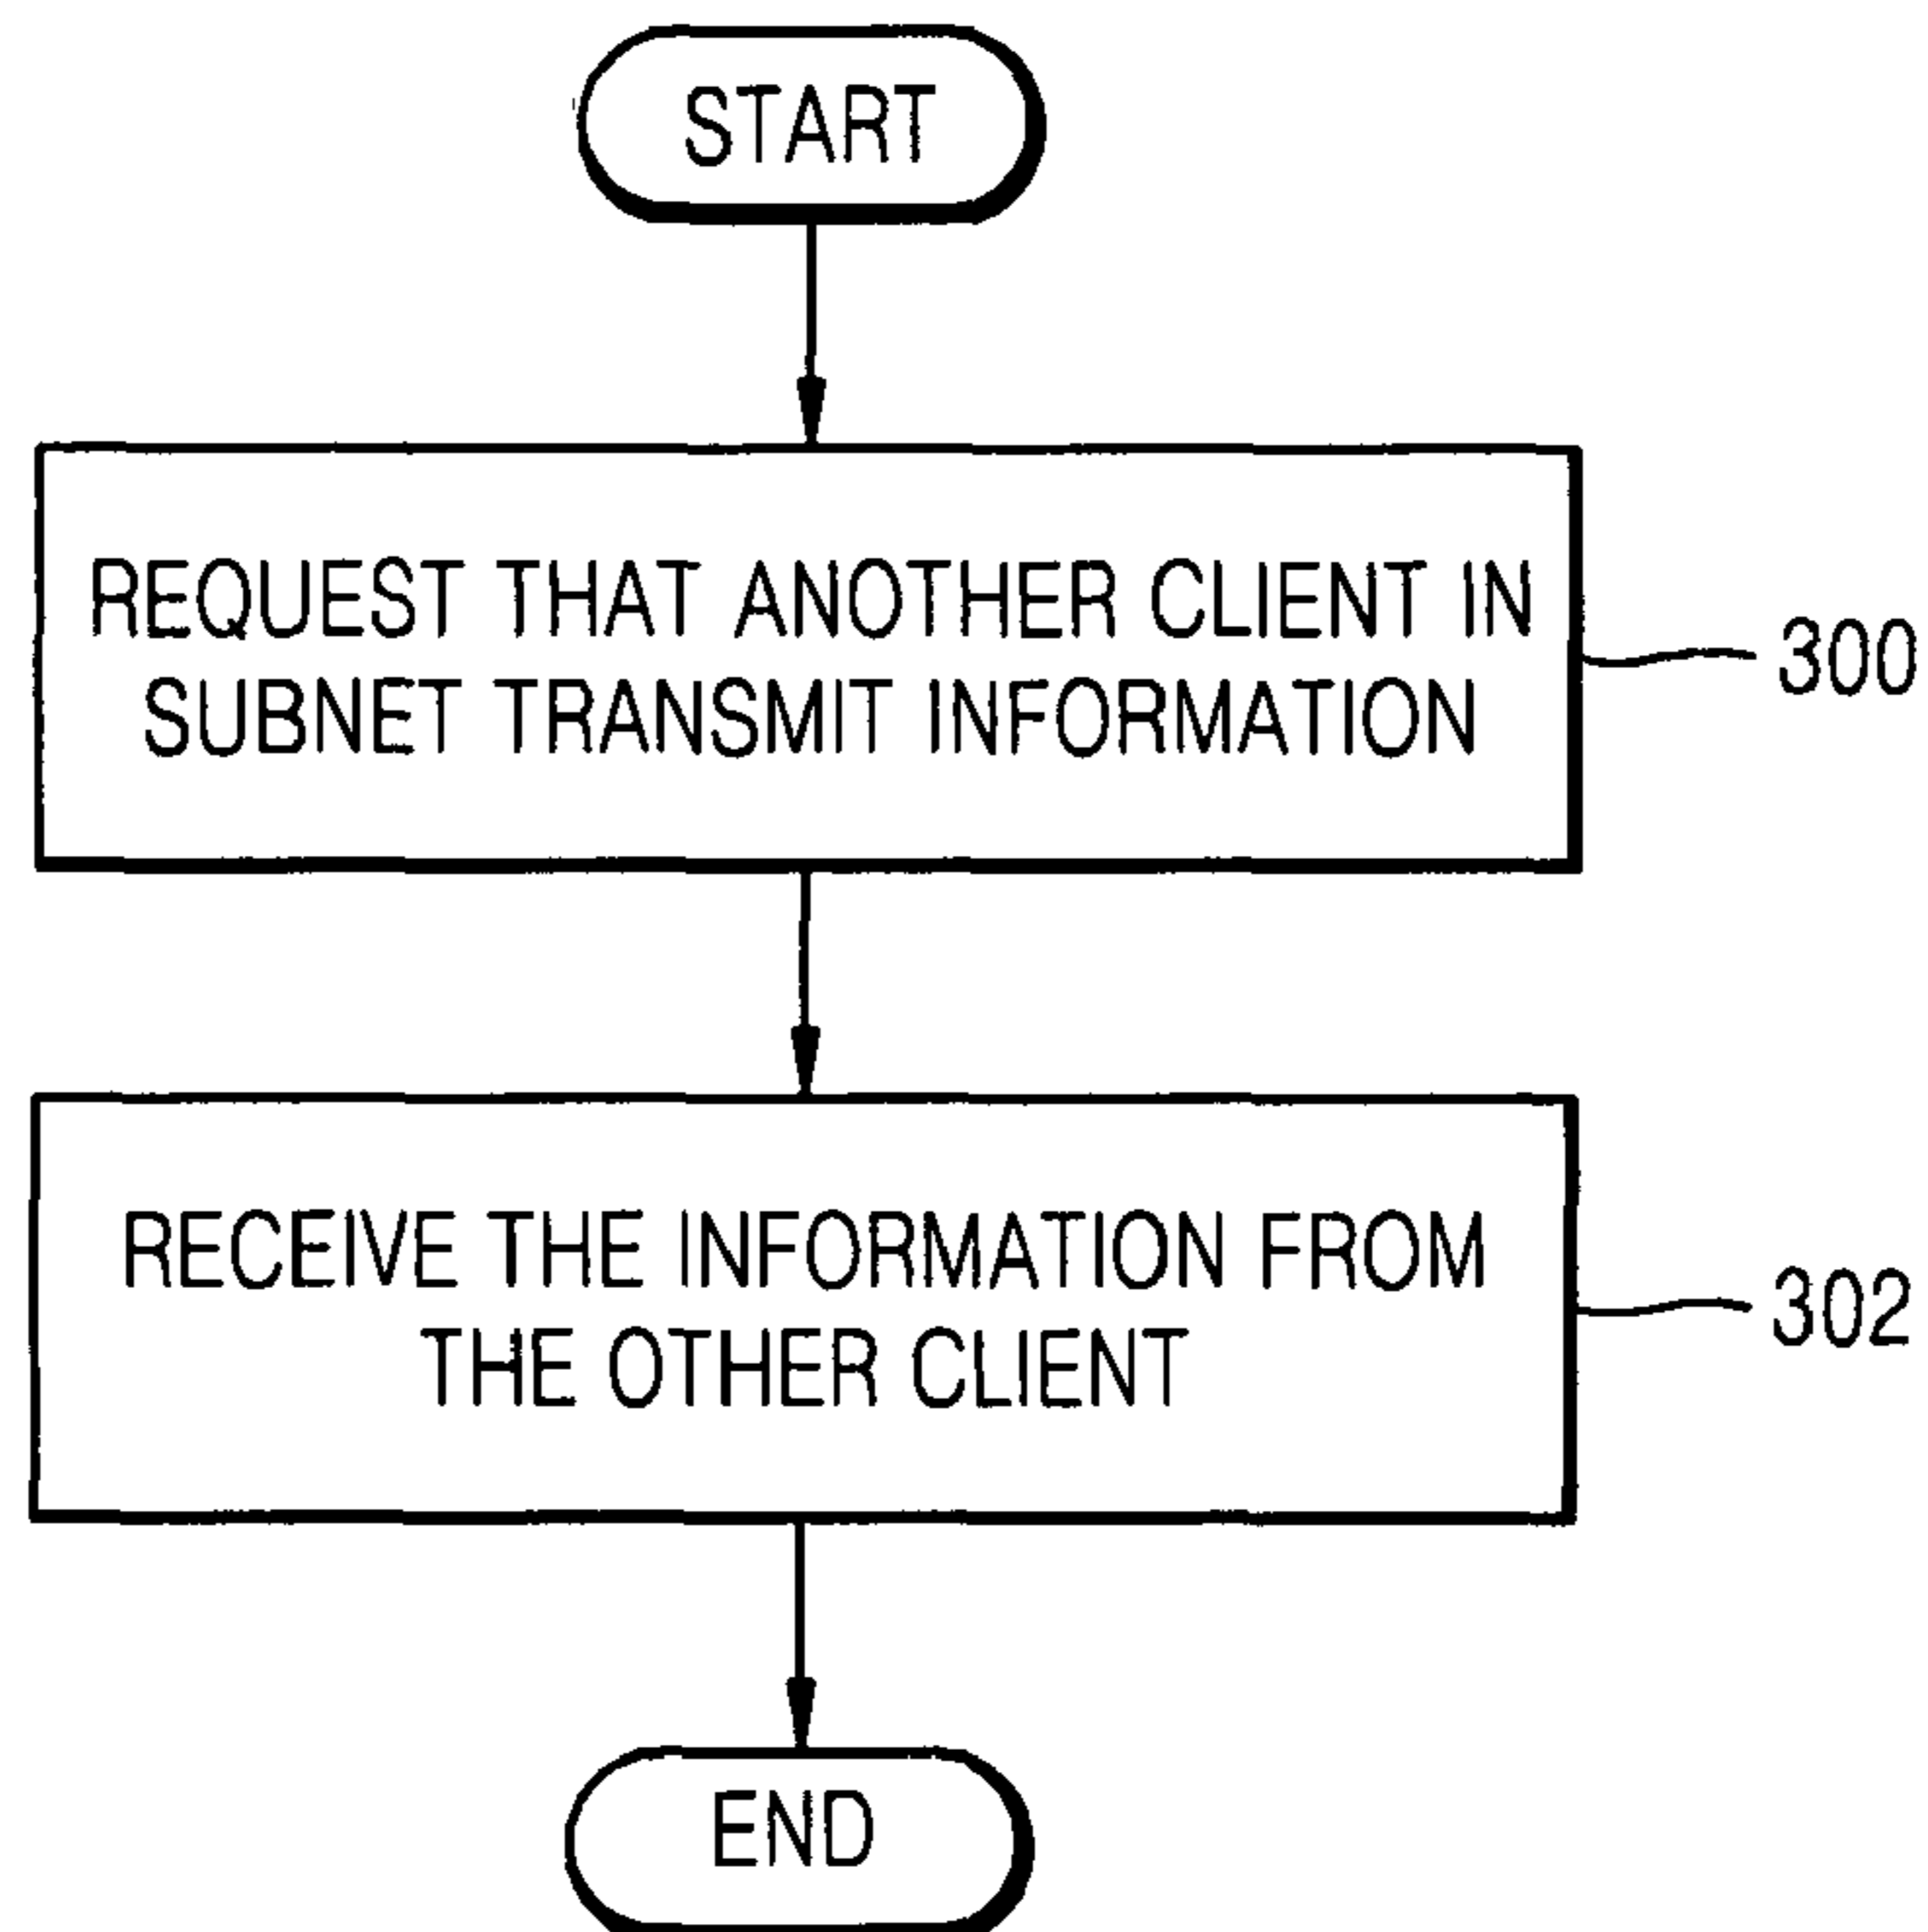 START
REQUEST THAT ANOTHER CLIENT IN
SUBNET TRANSMIT INFORMATION
300
RECEIVE THE INFORMATION FROM
THE OTHER CLIENT
302
END